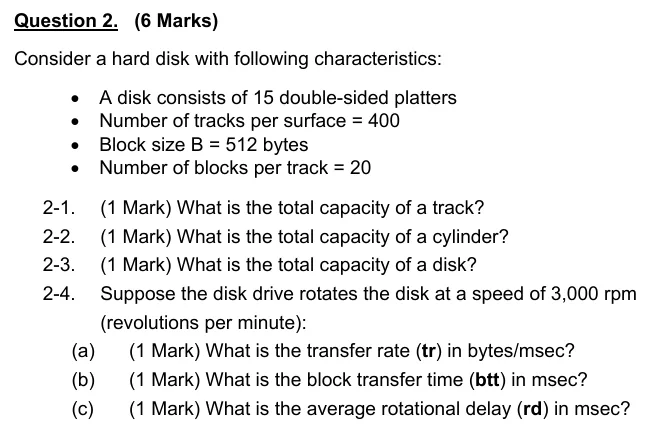 Question 2. (6 Marks)
Consider a hard disk with following characteristics:
• A disk consists of 15 double-sided platters
• Number of tracks per surface = 400
• Block size B = 512 bytes
• Number of blocks per track = 20
2-1. (1 Mark) What is the total capacity of a track?
2-2. (1 Mark) What is the total capacity of a cylinder?
2-3. (1 Mark) What is the total capacity of a disk?
2-4. Suppose the disk drive rotates the disk at a speed of 3,000 rpm
(revolutions per minute):
(a) (1 Mark) What is the transfer rate (tr) in bytes/msec?
(b) (1 Mark) What is the block transfer time (btt) in msec?
(c) (1 Mark) What is the average rotational delay (rd) in msec?